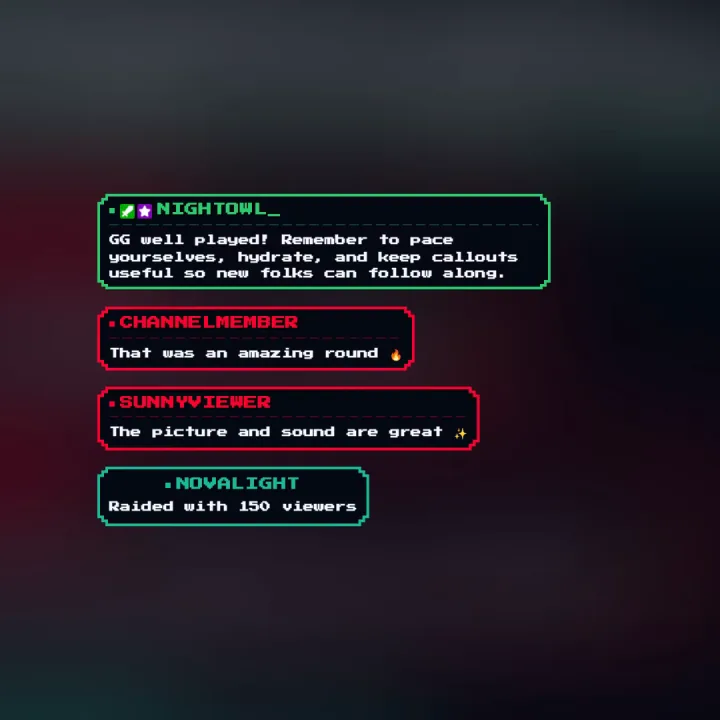 NIGHTOWL_
GG well played! Remember to pace
yourselves, hydrate, and keep callouts
useful so new folks can follow along.
CHANNELMEMBER
That was an amazing round 🔥
SUNNYVIEWER
The picture and sound are great ✨
NOVALIGHT
Raided with 150 viewers